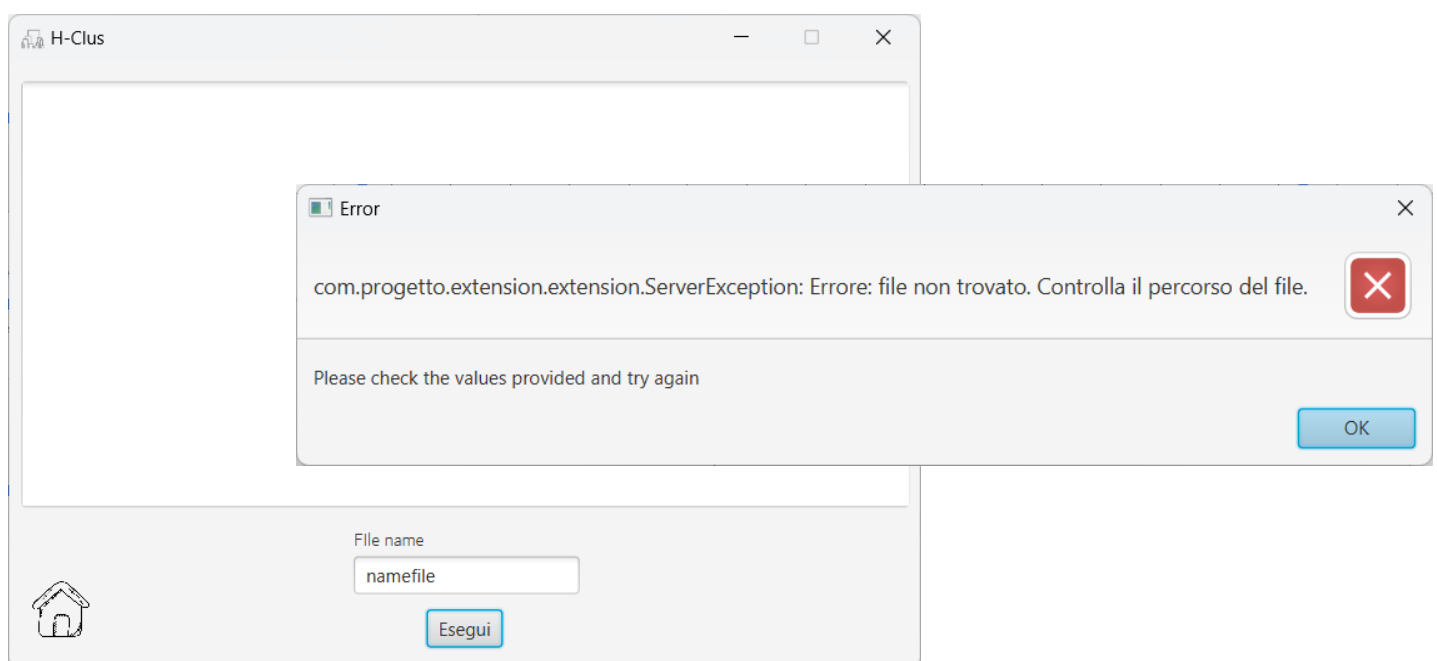 H-Clus
Error
com.progetto.extension.extension.ServerException: Errore: file non trovato. Controlla il percorso del file.
Please check the values provided and try again
OK
FIle name
namefile
Esegui